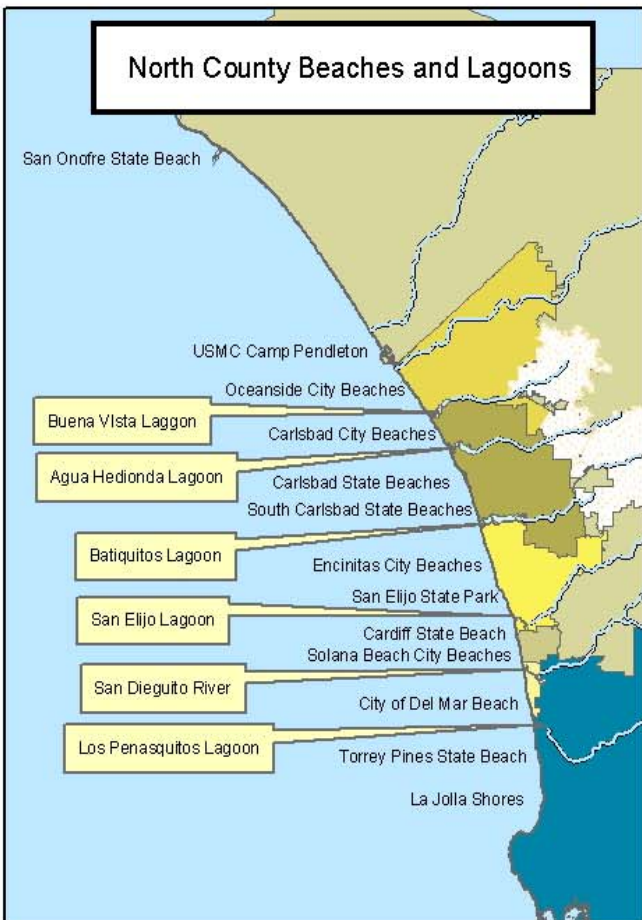 North County Beaches and Lagoons
San Onofre State Beach
USMC Camp Pendleton
Oceanside City Beaches
Buena VIsta Laggon
Carlsbad City Beaches
Agua Hedionda Lagoon
Carlsbad State Beaches
South Carlsbad State Beaches
Batiquitos Lagoon
Encinitas City Beaches
San Elijo State Park
San Elijo Lagoon
Cardiff State Beach
Solana Beach City Beaches
San Dieguito River
City of Del Mar Beach
Los Penasquitos Lagoon
Torrey Pines State Beach
La Jolla Shores